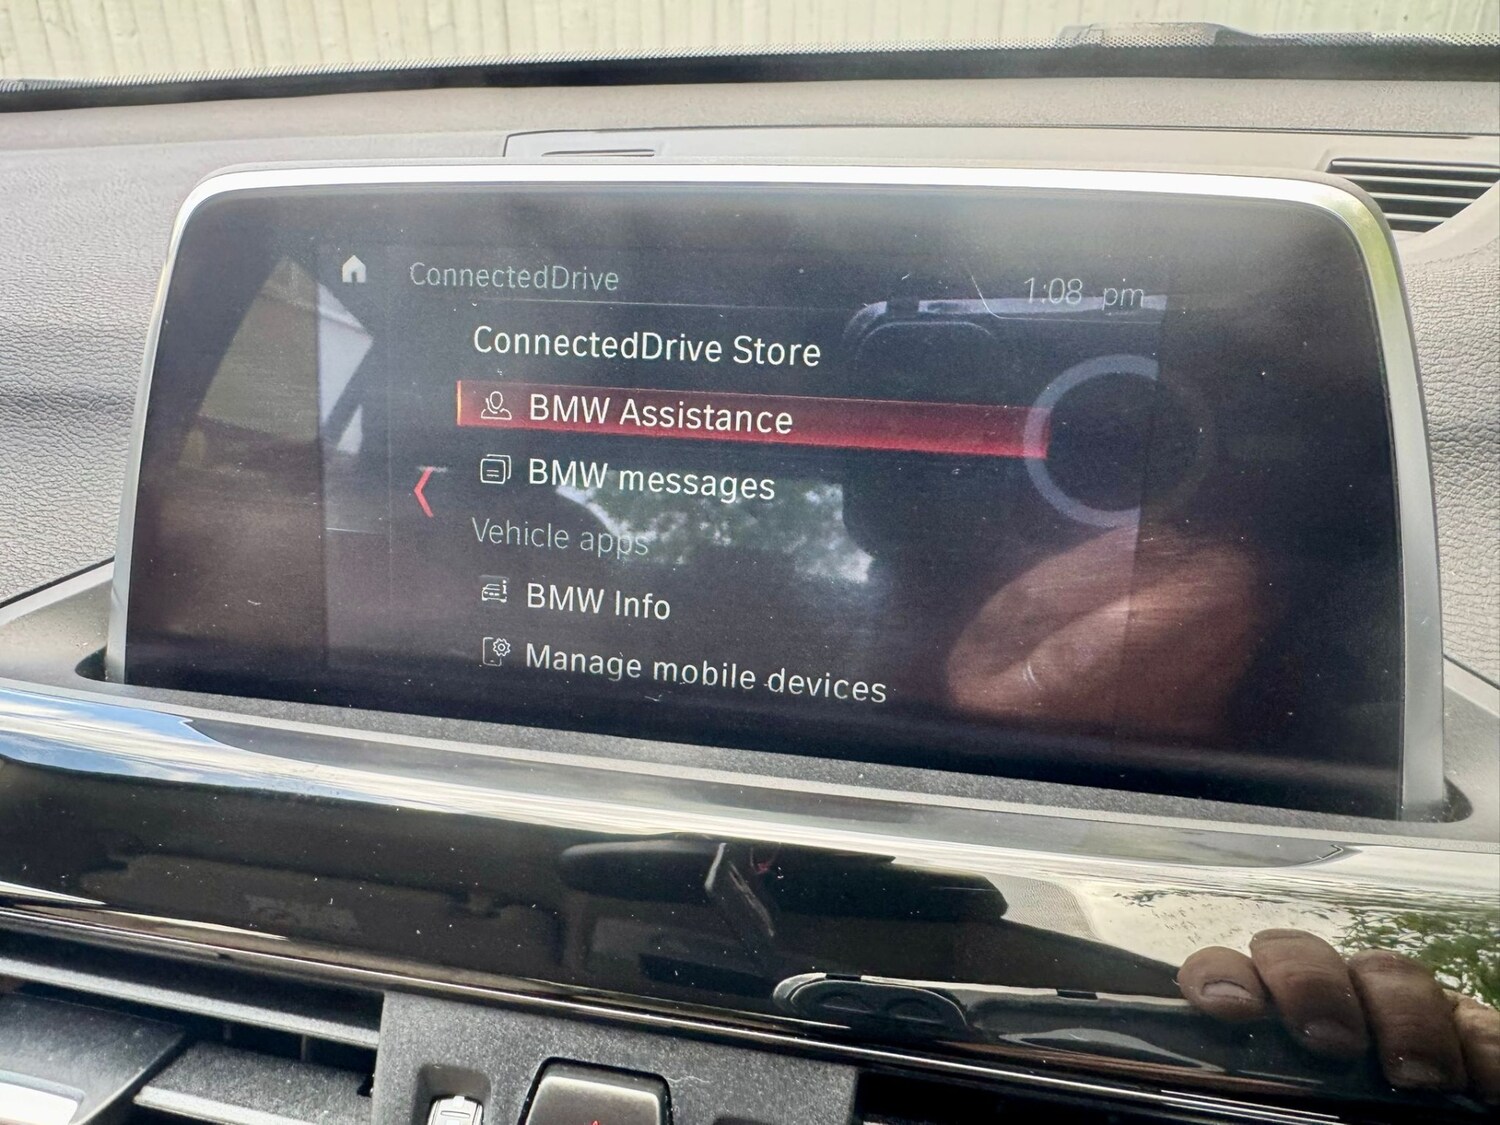 ConnectedDrive
1:08 pm
ConnectedDrive Store
BMW Assistance
BMW messages
Vehicle apps
BMW Info
Manage mobile devices